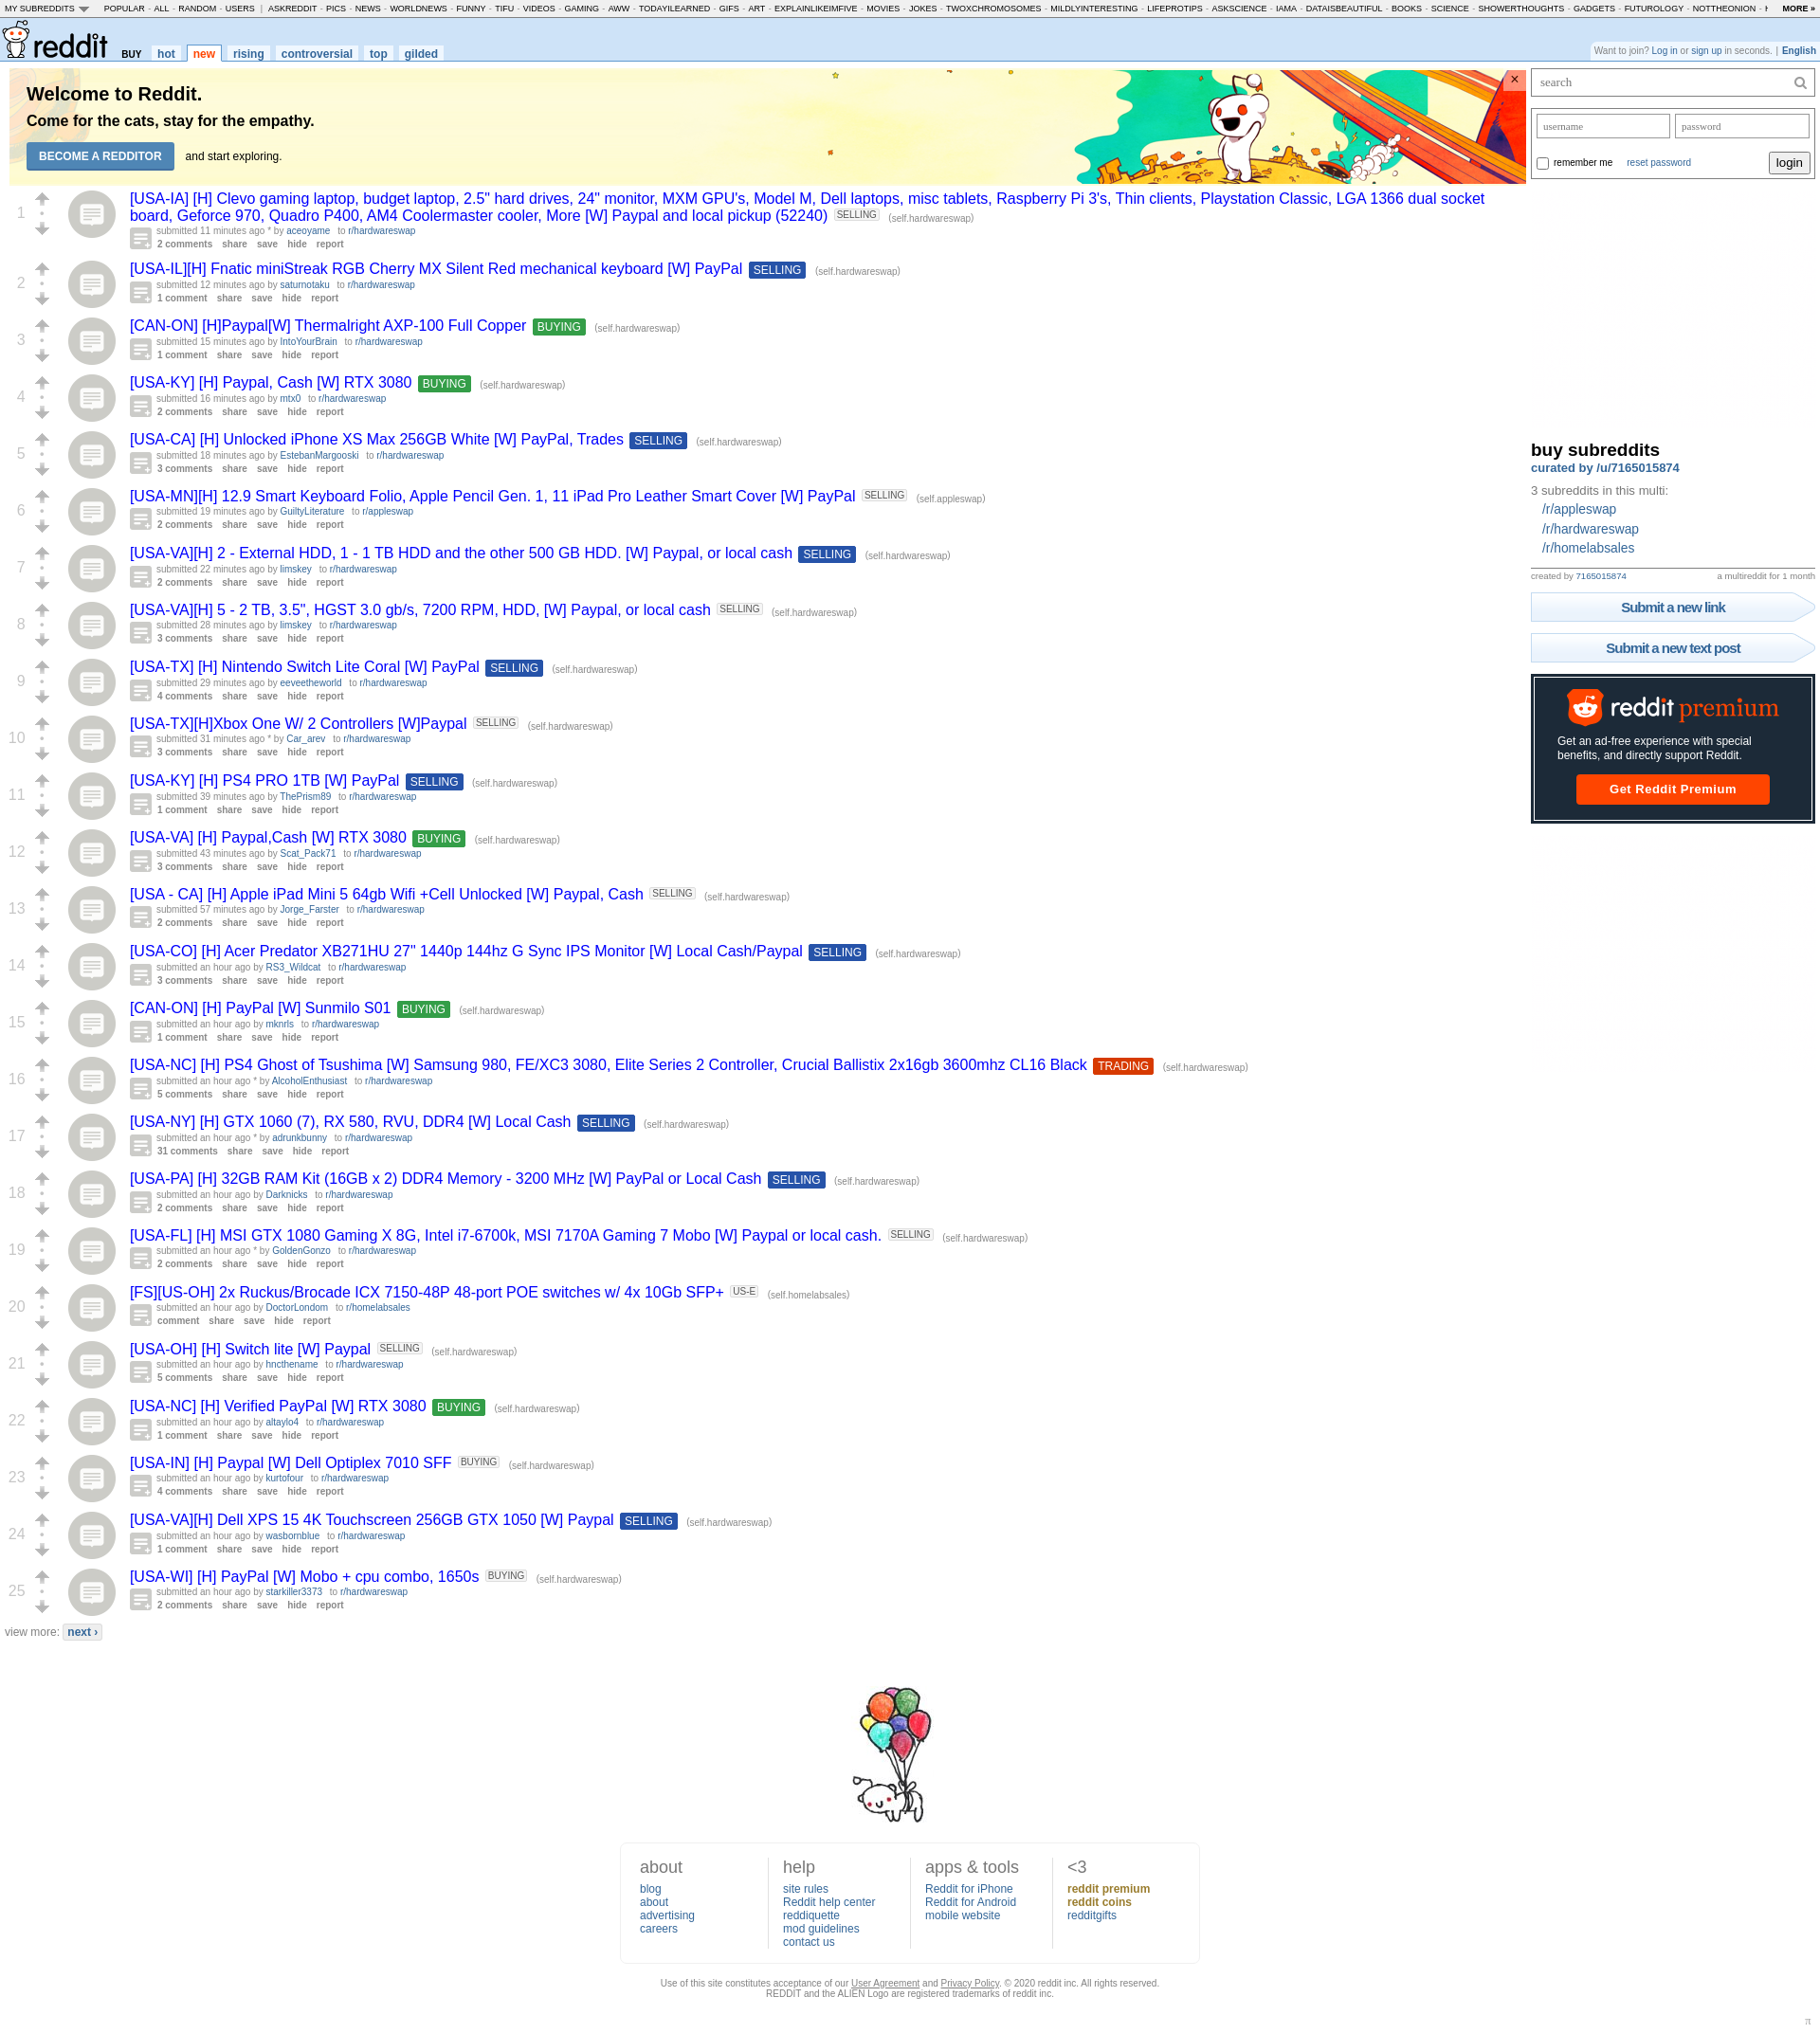 MY SUBREDDITS POPULAR - ALL - RANDOM - USERS | ASKREDDIT - PICS - NEWS - WORLDNEWS - FUNNY - TIFU - VIDEOS - GAMING - AWW - TODAYILEARNED - GIFS - ART - EXPLAINLIKEIMFIVE - MOVIES - JOKES - TWOXCHROMOSOMES - MILDLYINTERESTING - LIFEPROTIPS - ASKSCIENCE - IAMA - DATAISBEAUTIFUL - BOOKS - SCIENCE - SHOWERTHOUGHTS - GADGETS - FUTUROLOGY - NOTTHEONION - MORE »
reddit BUY hot new rising controversial top gilded
Want to join? Log in or sign up in seconds. | English
Welcome to Reddit.
Come for the cats, stay for the empathy.
BECOME A REDDITOR and start exploring.
×
search
username password
remember me reset password login
1
[USA-IA] [H] Clevo gaming laptop, budget laptop, 2.5" hard drives, 24" monitor, MXM GPU's, Model M, Dell laptops, misc tablets, Raspberry Pi 3's, Thin clients, Playstation Classic, LGA 1366 dual socket
board, Geforce 970, Quadro P400, AM4 Coolermaster cooler, More [W] Paypal and local pickup (52240) SELLING (self.hardwareswap)
submitted 11 minutes ago * by aceoyame to r/hardwareswap
2 comments share save hide report
2
[USA-IL][H] Fnatic miniStreak RGB Cherry MX Silent Red mechanical keyboard [W] PayPal SELLING (self.hardwareswap)
submitted 12 minutes ago by saturnotaku to r/hardwareswap
1 comment share save hide report
3
[CAN-ON] [H]Paypal[W] Thermalright AXP-100 Full Copper BUYING (self.hardwareswap)
submitted 15 minutes ago by IntoYourBrain to r/hardwareswap
1 comment share save hide report
4
[USA-KY] [H] Paypal, Cash [W] RTX 3080 BUYING (self.hardwareswap)
submitted 16 minutes ago by mtx0 to r/hardwareswap
2 comments share save hide report
5
[USA-CA] [H] Unlocked iPhone XS Max 256GB White [W] PayPal, Trades SELLING (self.hardwareswap)
submitted 18 minutes ago by EstebanMargooski to r/hardwareswap
3 comments share save hide report
6
[USA-MN][H] 12.9 Smart Keyboard Folio, Apple Pencil Gen. 1, 11 iPad Pro Leather Smart Cover [W] PayPal SELLING (self.appleswap)
submitted 19 minutes ago by GuiltyLiterature to r/appleswap
2 comments share save hide report
7
[USA-VA][H] 2 - External HDD, 1 - 1 TB HDD and the other 500 GB HDD. [W] Paypal, or local cash SELLING (self.hardwareswap)
submitted 22 minutes ago by limskey to r/hardwareswap
2 comments share save hide report
8
[USA-VA][H] 5 - 2 TB, 3.5", HGST 3.0 gb/s, 7200 RPM, HDD, [W] Paypal, or local cash SELLING (self.hardwareswap)
submitted 28 minutes ago by limskey to r/hardwareswap
3 comments share save hide report
9
[USA-TX] [H] Nintendo Switch Lite Coral [W] PayPal SELLING (self.hardwareswap)
submitted 29 minutes ago by eeveetheworld to r/hardwareswap
4 comments share save hide report
10
[USA-TX][H]Xbox One W/ 2 Controllers [W]Paypal SELLING (self.hardwareswap)
submitted 31 minutes ago * by Car_arev to r/hardwareswap
3 comments share save hide report
11
[USA-KY] [H] PS4 PRO 1TB [W] PayPal SELLING (self.hardwareswap)
submitted 39 minutes ago by ThePrism89 to r/hardwareswap
1 comment share save hide report
12
[USA-VA] [H] Paypal,Cash [W] RTX 3080 BUYING (self.hardwareswap)
submitted 43 minutes ago by Scat_Pack71 to r/hardwareswap
3 comments share save hide report
13
[USA - CA] [H] Apple iPad Mini 5 64gb Wifi +Cell Unlocked [W] Paypal, Cash SELLING (self.hardwareswap)
submitted 57 minutes ago by Jorge_Farster to r/hardwareswap
2 comments share save hide report
14
[USA-CO] [H] Acer Predator XB271HU 27" 1440p 144hz G Sync IPS Monitor [W] Local Cash/Paypal SELLING (self.hardwareswap)
submitted an hour ago by RS3_Wildcat to r/hardwareswap
3 comments share save hide report
15
[CAN-ON] [H] PayPal [W] Sunmilo S01 BUYING (self.hardwareswap)
submitted an hour ago by mknrls to r/hardwareswap
1 comment share save hide report
16
[USA-NC] [H] PS4 Ghost of Tsushima [W] Samsung 980, FE/XC3 3080, Elite Series 2 Controller, Crucial Ballistix 2x16gb 3600mhz CL16 Black TRADING (self.hardwareswap)
submitted an hour ago * by AlcoholEnthusiast to r/hardwareswap
5 comments share save hide report
17
[USA-NY] [H] GTX 1060 (7), RX 580, RVU, DDR4 [W] Local Cash SELLING (self.hardwareswap)
submitted an hour ago * by adrunkbunny to r/hardwareswap
31 comments share save hide report
18
[USA-PA] [H] 32GB RAM Kit (16GB x 2) DDR4 Memory - 3200 MHz [W] PayPal or Local Cash SELLING (self.hardwareswap)
submitted an hour ago by Darknicks to r/hardwareswap
2 comments share save hide report
19
[USA-FL] [H] MSI GTX 1080 Gaming X 8G, Intel i7-6700k, MSI 7170A Gaming 7 Mobo [W] Paypal or local cash. SELLING (self.hardwareswap)
submitted an hour ago * by GoldenGonzo to r/hardwareswap
2 comments share save hide report
20
[FS][US-OH] 2x Ruckus/Brocade ICX 7150-48P 48-port POE switches w/ 4x 10Gb SFP+ US-E (self.homelabsales)
submitted an hour ago by DoctorLondom to r/homelabsales
comment share save hide report
21
[USA-OH] [H] Switch lite [W] Paypal SELLING (self.hardwareswap)
submitted an hour ago by hncthename to r/hardwareswap
5 comments share save hide report
22
[USA-NC] [H] Verified PayPal [W] RTX 3080 BUYING (self.hardwareswap)
submitted an hour ago by altaylo4 to r/hardwareswap
1 comment share save hide report
23
[USA-IN] [H] Paypal [W] Dell Optiplex 7010 SFF BUYING (self.hardwareswap)
submitted an hour ago by kurtofour to r/hardwareswap
4 comments share save hide report
24
[USA-VA][H] Dell XPS 15 4K Touchscreen 256GB GTX 1050 [W] Paypal SELLING (self.hardwareswap)
submitted an hour ago by wasbornblue to r/hardwareswap
1 comment share save hide report
25
[USA-WI] [H] PayPal [W] Mobo + cpu combo, 1650s BUYING (self.hardwareswap)
submitted an hour ago by starkiller3373 to r/hardwareswap
2 comments share save hide report
view more: next ›
buy subreddits
curated by /u/7165015874
3 subreddits in this multi:
/r/appleswap
/r/hardwareswap
/r/homelabsales
created by 7165015874 a multireddit for 1 month
Submit a new link
Submit a new text post
reddit premium
Get an ad-free experience with special
benefits, and directly support Reddit.
Get Reddit Premium
about
blog
about
advertising
careers
help
site rules
Reddit help center
reddiquette
mod guidelines
contact us
apps & tools
Reddit for iPhone
Reddit for Android
mobile website
<3
reddit premium
reddit coins
redditgifts
Use of this site constitutes acceptance of our User Agreement and Privacy Policy. © 2020 reddit inc. All rights reserved.
REDDIT and the ALIEN Logo are registered trademarks of reddit inc.
π